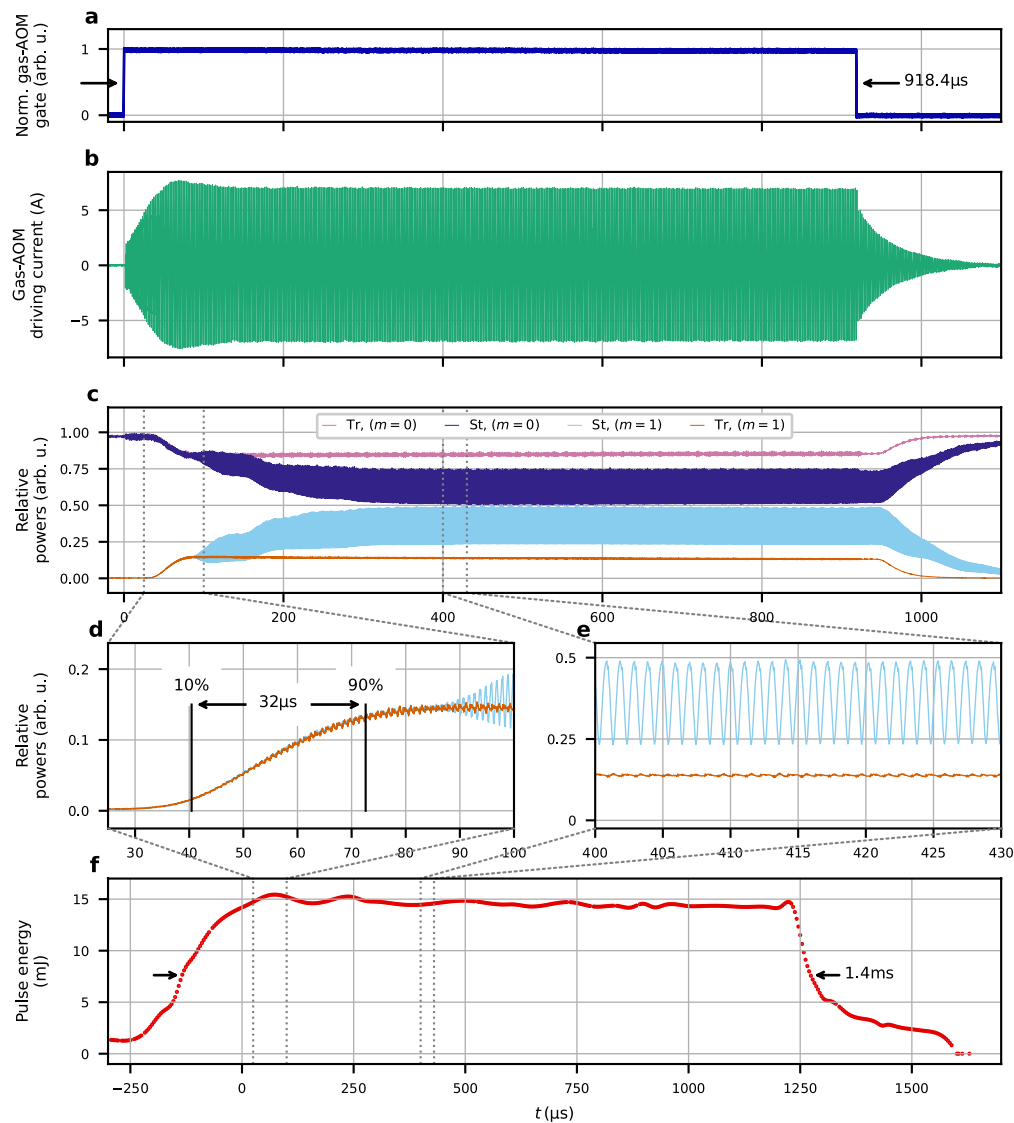 a
Norm. gas-AOM
gate (arb. u.)
1
0
918.4µs
b
Gas-AOM
driving current (A)
5
0
−5
c
Relative
powers (arb. u.)
1.00
0.75
0.50
0.25
0.00
Tr, (m = 0)
St, (m = 0)
St, (m = 1)
Tr, (m = 1)
0 200 400 600 800 1000
d
Relative
powers (arb. u.)
0.2
0.1
0.0
10%
32µs
90%
30 40 50 60 70 80 90 100
e
0.5
0.25
0
400 405 410 415 420 425 430
f
Pulse energy
(mJ)
15
10
5
0
1.4ms
−250 0 250 500 750 1000 1250 1500
t (µs)